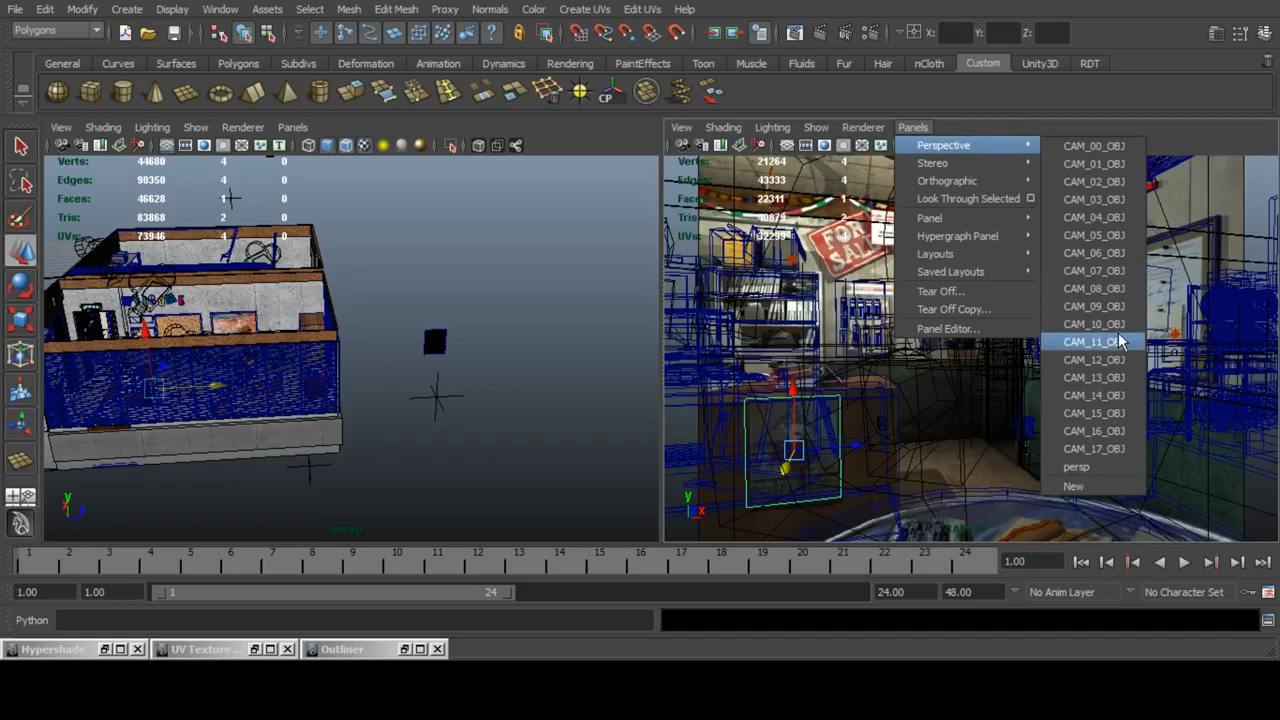 File Edit Modify Create Display Window Assets Select Mesh Edit Mesh Proxy Normals Color Create UVs Edit UVs Help
Polygons X: Y: Z:
General Curves Surfaces Polygons Subdivs Deformation Animation Dynamics Rendering PaintEffects Toon Muscle Fluids Fur Hair nCloth Custom Unity3D RDT
CP
View Shading Lighting Show Renderer Panels
Verts: 44680 4 0
Edges: 90350 4 0
Faces: 46628 1 0
Tris: 83868 2 0
UVs: 73946 4 0
y
z
persp
View Shading Lighting Show Renderer Panels
Verts: 21264 4
Edges: 43333 4
Faces: 22311 1
Tris: 40879 2
UVs: 32299
FOR SALE
y
z x
Perspective
Stereo
Orthographic
Look Through Selected
Panel
Hypergraph Panel
Layouts
Saved Layouts
Tear Off...
Tear Off Copy...
Panel Editor...
CAM_00_OBJ
CAM_01_OBJ
CAM_02_OBJ
CAM_03_OBJ
CAM_04_OBJ
CAM_05_OBJ
CAM_06_OBJ
CAM_07_OBJ
CAM_08_OBJ
CAM_09_OBJ
CAM_10_OBJ
CAM_11_OBJ
CAM_12_OBJ
CAM_13_OBJ
CAM_14_OBJ
CAM_15_OBJ
CAM_16_OBJ
CAM_17_OBJ
persp
New
1 2 3 4 5 6 7 8 9 10 11 12 13 14 15 16 17 18 19 20 21 22 23 24 1.00
1.00 1.00 1 24 24.00 48.00 No Anim Layer No Character Set
Python
Hypershade UV Texture ... Outliner